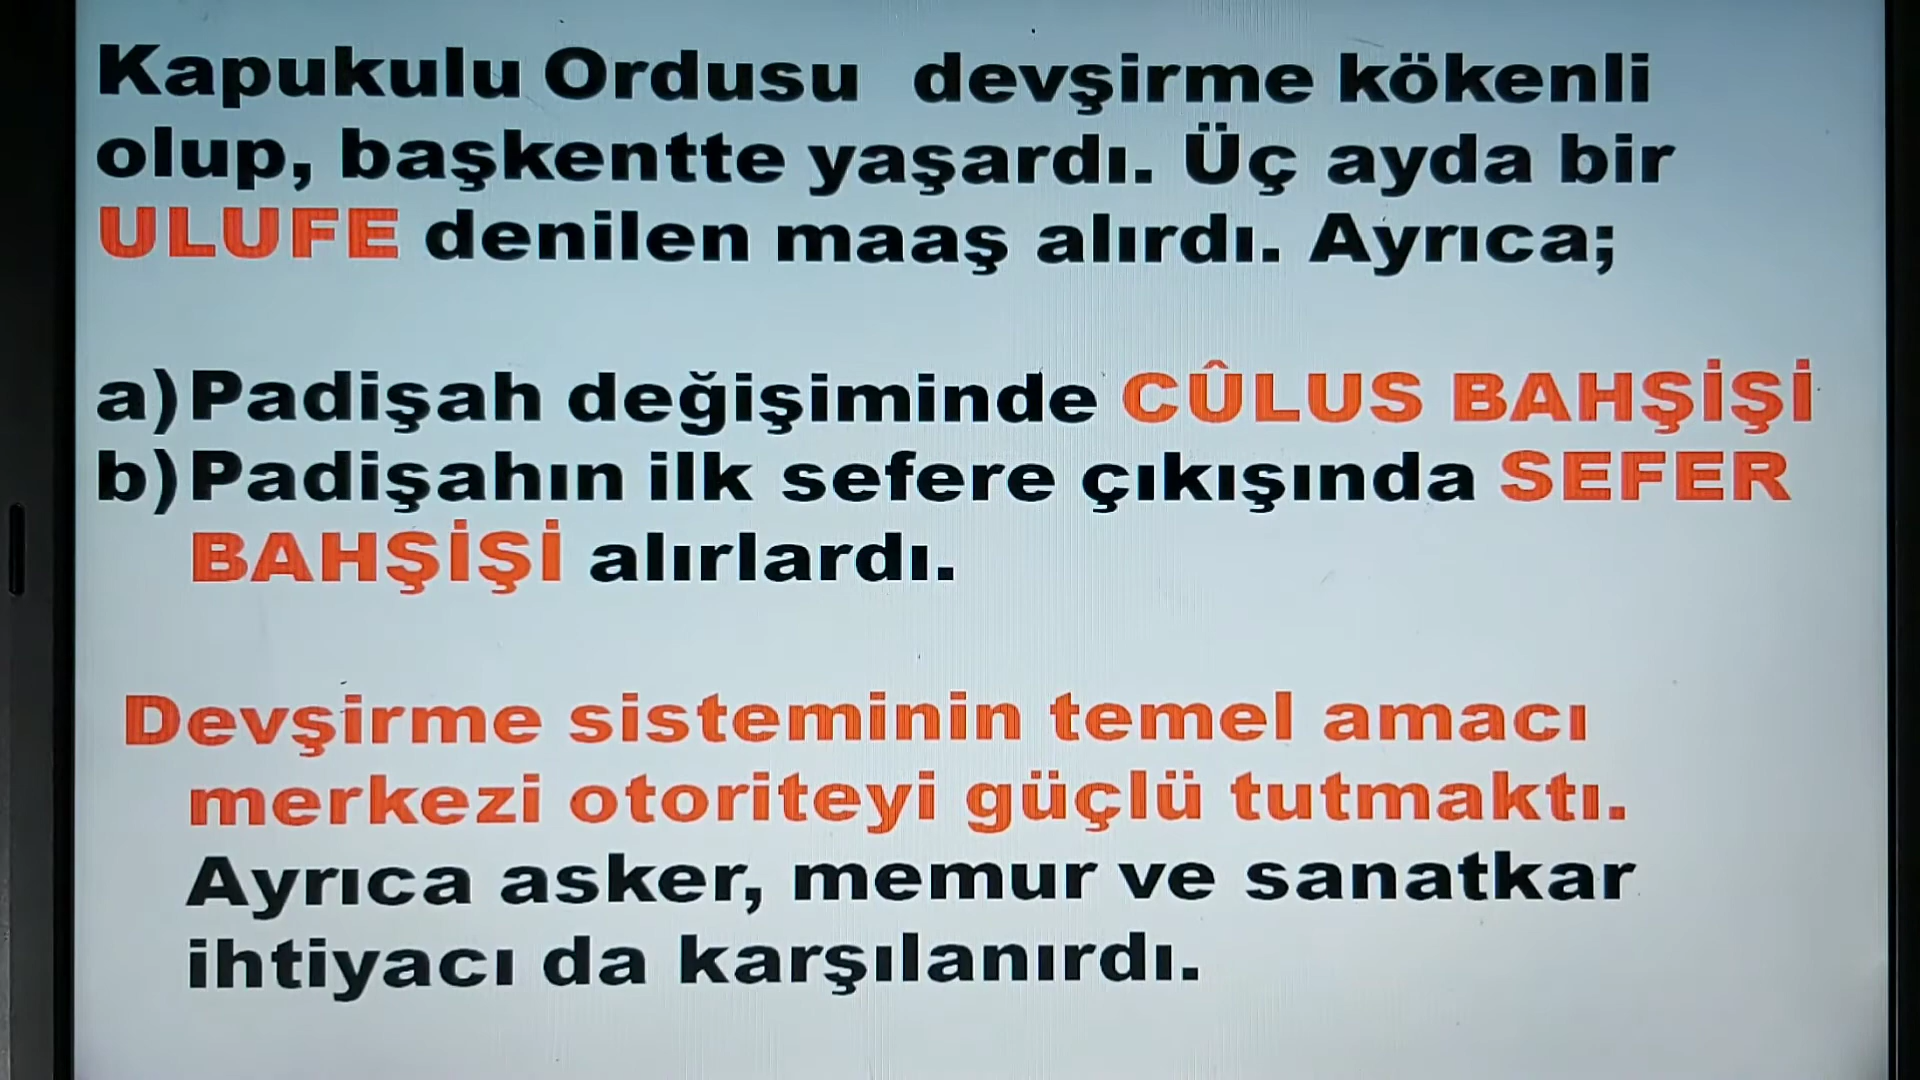 Kapukulu Ordusu devşirme kökenli
olup, başkentte yaşardı. Üç ayda bir
ULUFE denilen maaş alırdı. Ayrıca;
a) Padişah değişiminde CÛLUS BAHŞİŞİ
b) Padişahın ilk sefere çıkışında SEFER
BAHŞİŞİ alırlardı.
Devşirme sisteminin temel amacı
merkezi otoriteyi güçlü tutmaktı.
Ayrıca asker, memur ve sanatkar
ihtiyacı da karşılanırdı.